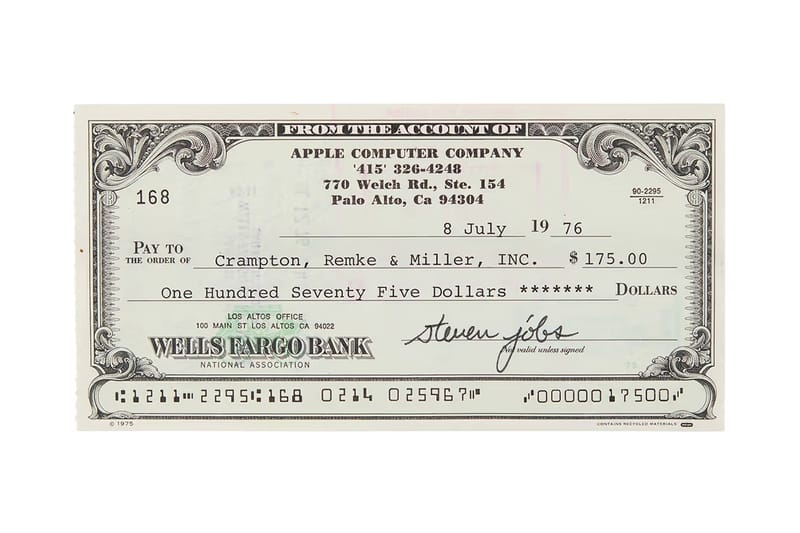 FROM THE ACCOUNT OF
APPLE COMPUTER COMPANY
'415' 326-4248
770 Welch Rd., Ste. 154
Palo Alto, Ca 94304
168
90-2295
1211
8 July 19 76
PAY TO
THE ORDER OF Crampton, Remke & Miller, INC. $175.00
One Hundred Seventy Five Dollars ******* DOLLARS
LOS ALTOS OFFICE
100 MAIN ST LOS ALTOS CA 94022
WELLS FARGO BANK
NATIONAL ASSOCIATION
steven jobs
Not valid unless signed
⑆1211⑉2295⑆168 0214 025967⑈ ⑇0000017500⑇
© 1975
CONTAINS RECYCLED MATERIALS